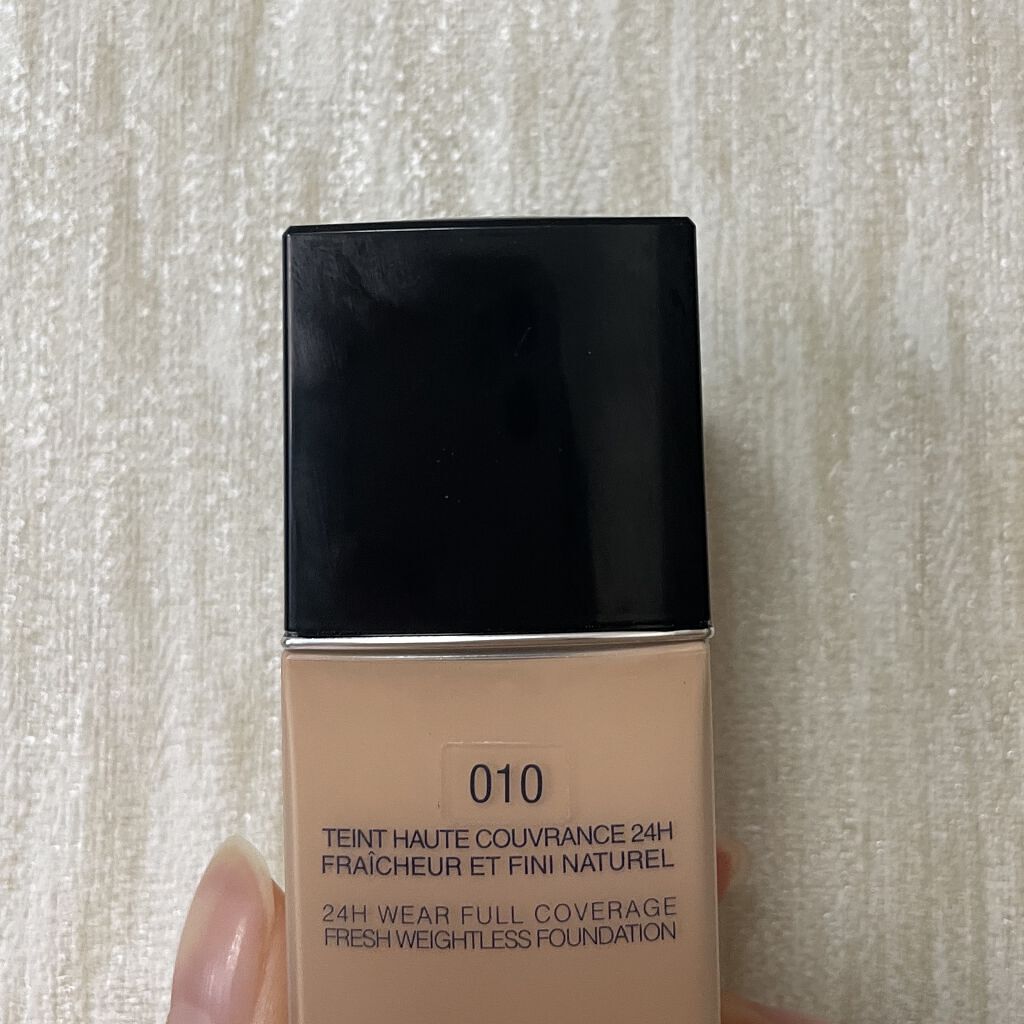 010
TEINT HAUTE COUVRANCE 24H
FRAÎCHEUR ET FINI NATUREL
24H WEAR FULL COVERAGE
FRESH WEIGHTLESS FOUNDATION